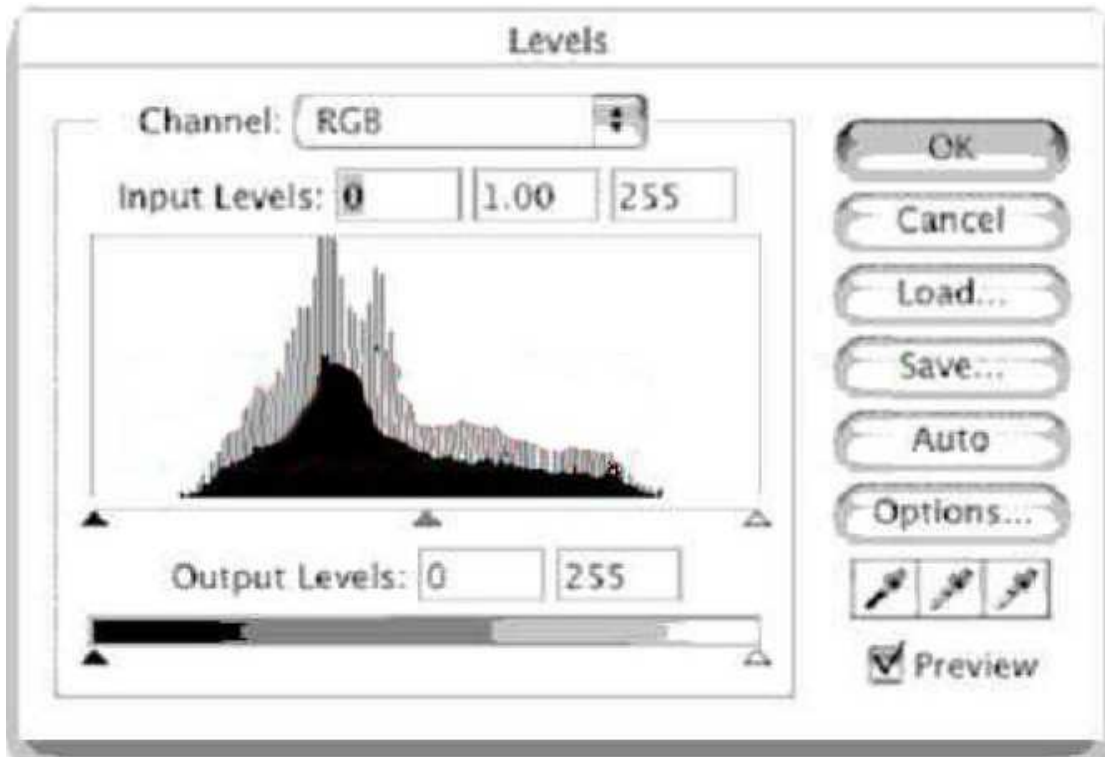 Levels
Channel: RGB
Input Levels: 0 1.00 255
Output Levels: 0 255
OK
Cancel
Load...
Save...
Auto
Options...
Preview